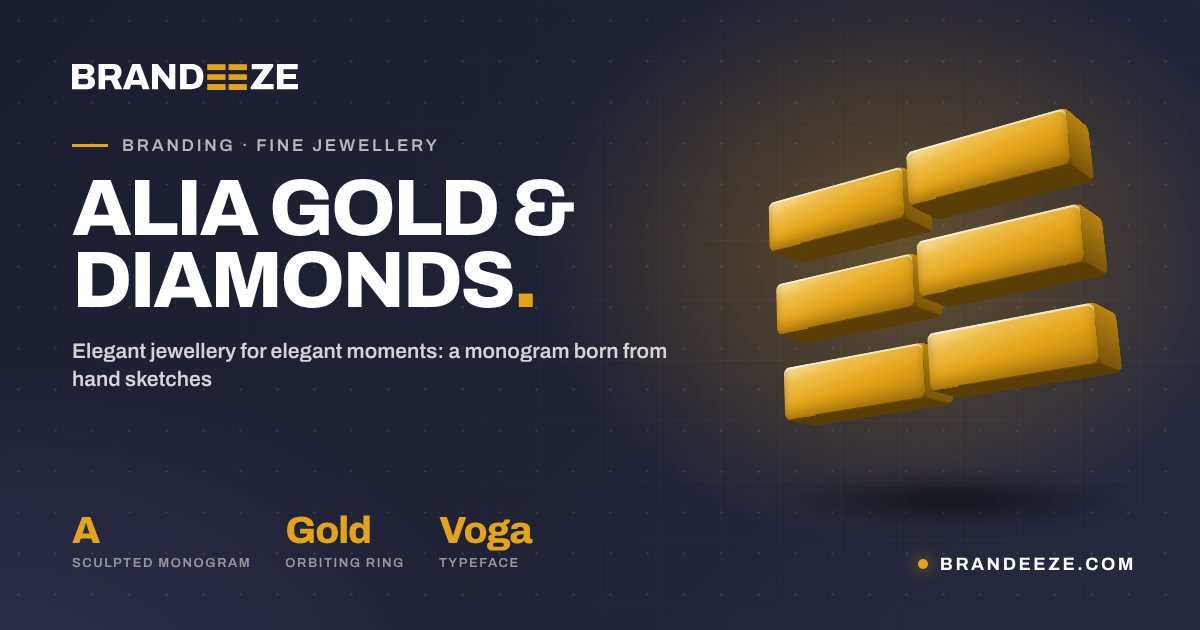 BRANDEEZE
BRANDING · FINE JEWELLERY
ALIA GOLD &
DIAMONDS.
Elegant jewellery for elegant moments: a monogram born from
hand sketches
A
SCULPTED MONOGRAM
Gold
ORBITING RING
Voga
TYPEFACE
BRANDEEZE.COM